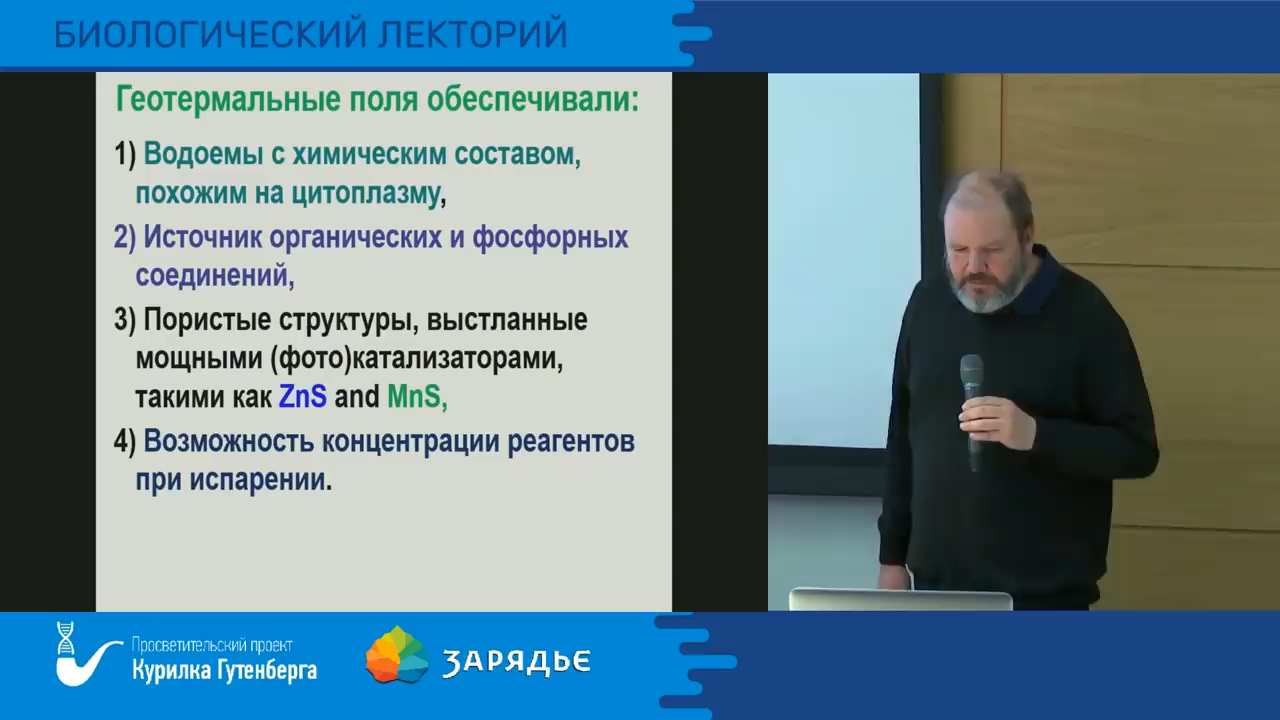 БИОЛОГИЧЕСКИЙ ЛЕКТОРИЙ
Геотермальные поля обеспечивали:
1) Водоемы с химическим составом,
похожим на цитоплазму,
2) Источник органических и фосфорных
соединений,
3) Пористые структуры, выстланные
мощными (фото)катализаторами,
такими как ZnS and MnS,
4) Возможность концентрации реагентов
при испарении.
Просветительский проект
Курилка Гутенберга
ЗАРЯДЬЕ